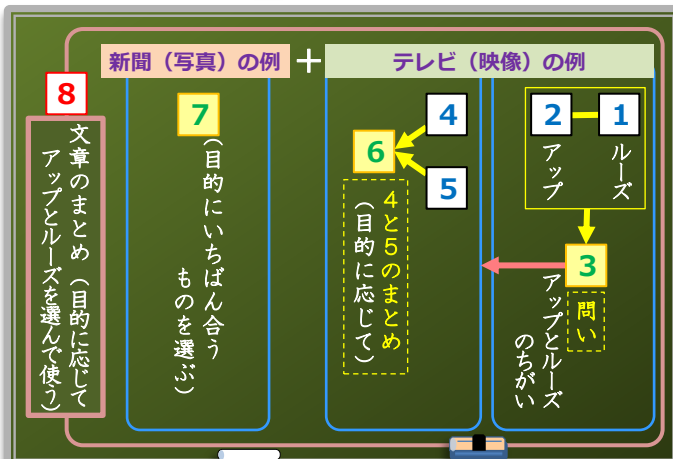 新聞（写真）の例
＋
テレビ（映像）の例
1
ルーズ
2
アップ
3
問い
アップとルーズ
のちがい
4
5
6
4と5のまとめ
（目的に応じて）
7
（目的にいちばん合う
ものを選ぶ）
8
文章のまとめ（目的に応じて
アップとルーズを選んで使う）